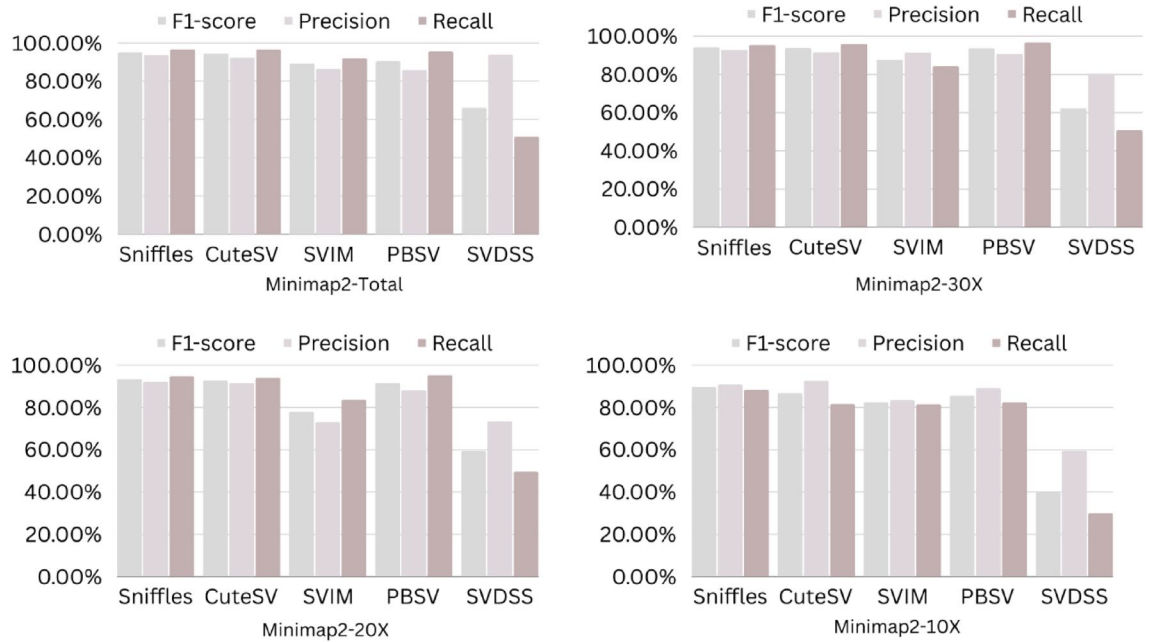 F1-score Precision Recall
100.00%
80.00%
60.00%
40.00%
20.00%
0.00%
Sniffles CuteSV SVIM PBSV SVDSS
Minimap2-Total
F1-score Precision Recall
100.00%
80.00%
60.00%
40.00%
20.00%
0.00%
Sniffles CuteSV SVIM PBSV SVDSS
Minimap2-30X
F1-score Precision Recall
100.00%
80.00%
60.00%
40.00%
20.00%
0.00%
Sniffles CuteSV SVIM PBSV SVDSS
Minimap2-20X
F1-score Precision Recall
100.00%
80.00%
60.00%
40.00%
20.00%
0.00%
Sniffles CuteSV SVIM PBSV SVDSS
Minimap2-10X